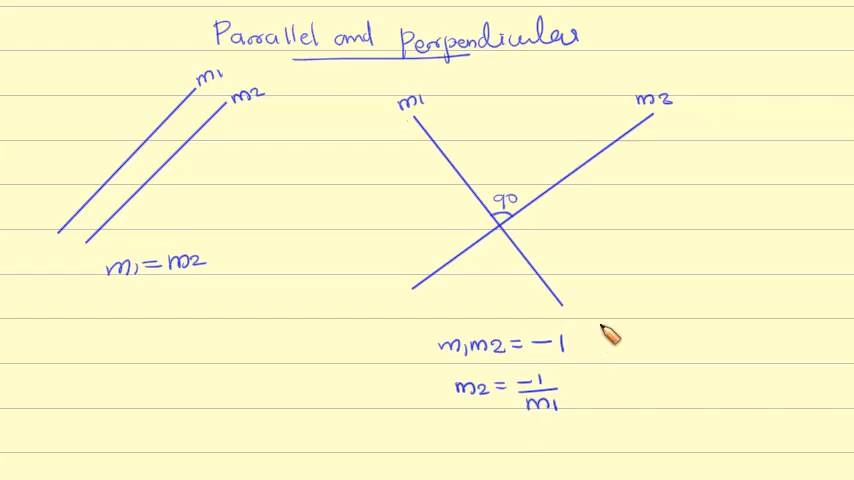 Parallel and Perpendicular
m1
m2
m1 = m2
m1
m2
90
m1m2 = -1
m2 = -1/m1